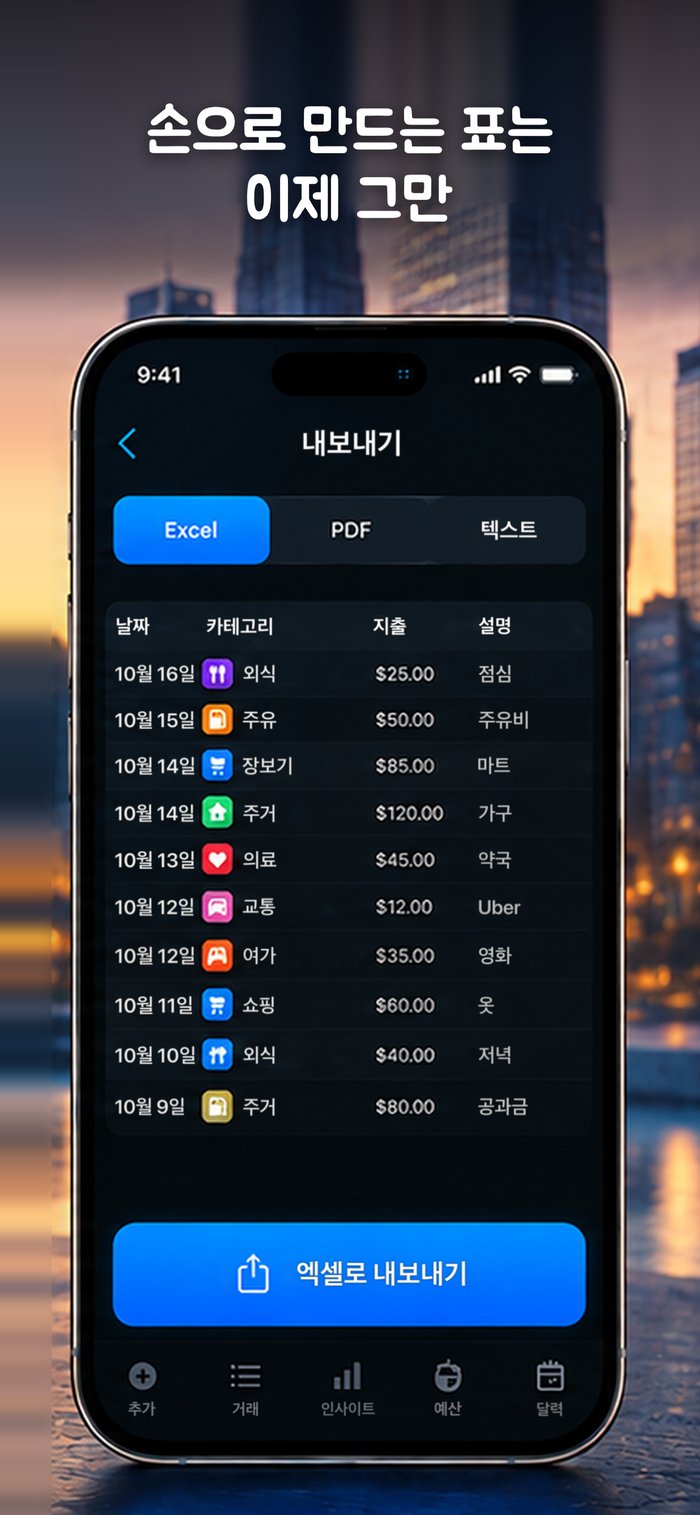 손으로 만드는 표는
이제 그만
9:41
내보내기
Excel PDF 텍스트
날짜 카테고리 지출 설명
10월 16일 외식 $25.00 점심
10월 15일 주유 $50.00 주유비
10월 14일 장보기 $85.00 마트
10월 14일 주거 $120.00 가구
10월 13일 의료 $45.00 약국
10월 12일 교통 $12.00 Uber
10월 12일 여가 $35.00 영화
10월 11일 쇼핑 $60.00 옷
10월 10일 외식 $40.00 저녁
10월 9일 주거 $80.00 공과금
엑셀로 내보내기
추가 거래 인사이트 예산 달력